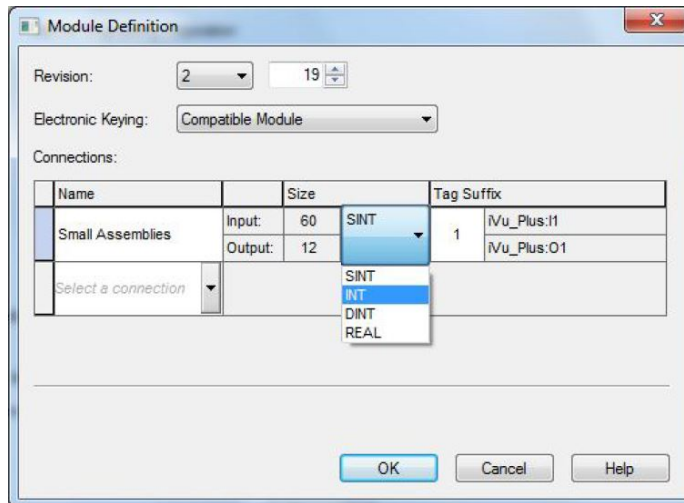 Module Definition
Revision: 2 19
Electronic Keying: Compatible Module
Connections:
Name Size Tag Suffix
Small Assemblies Input: 60 SINT 1 iVu_Plus:I1
Output: 12 iVu_Plus:O1
Select a connection
SINT
INT
DINT
REAL
OK Cancel Help